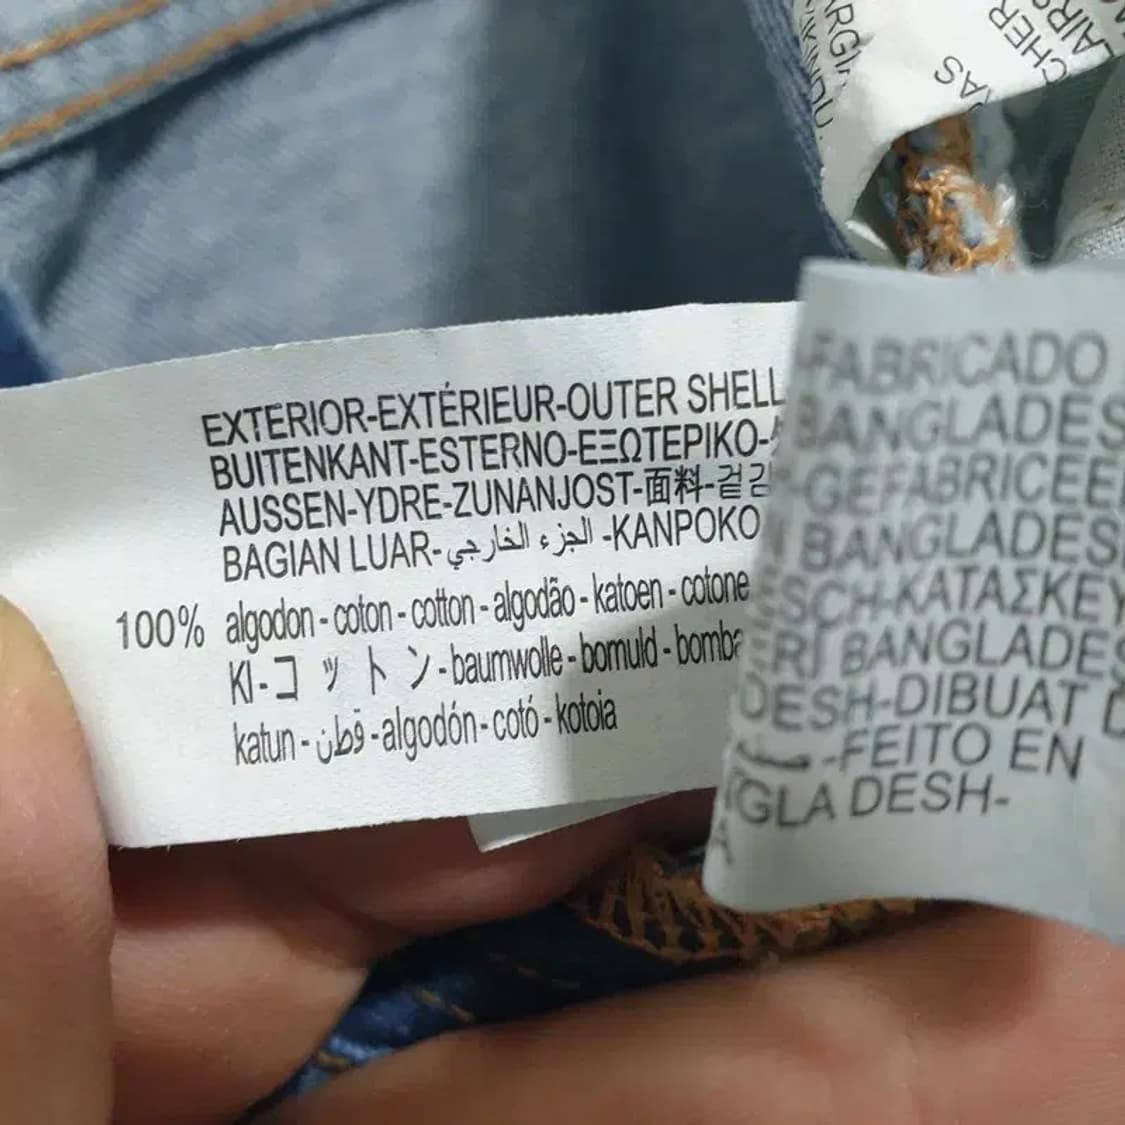 EXTERIOR-EXTÉRIEUR-OUTER SHELL
BUITENKANT-ESTERNO-ΕΞΩΤΕΡΙΚΟ-
AUSSEN-YDRE-ZUNANJOST-面料-겉감
BAGIAN LUAR-الجزء الخارجي-KANPOKO
100% algodon-coton-cotton-algodão-katoen-cotone
KI-コットン-baumwolle-bomuld-
katun-قطن-algodón-cotó-kotoia
FABRICADO
BANGLADES
GEFABRICEE
BANGLADES
SCH-ΚΑΤΑΣΚΕΥ
BANGLADES
DESH-DIBUAT D
-FEITO EN
GLA DESH-